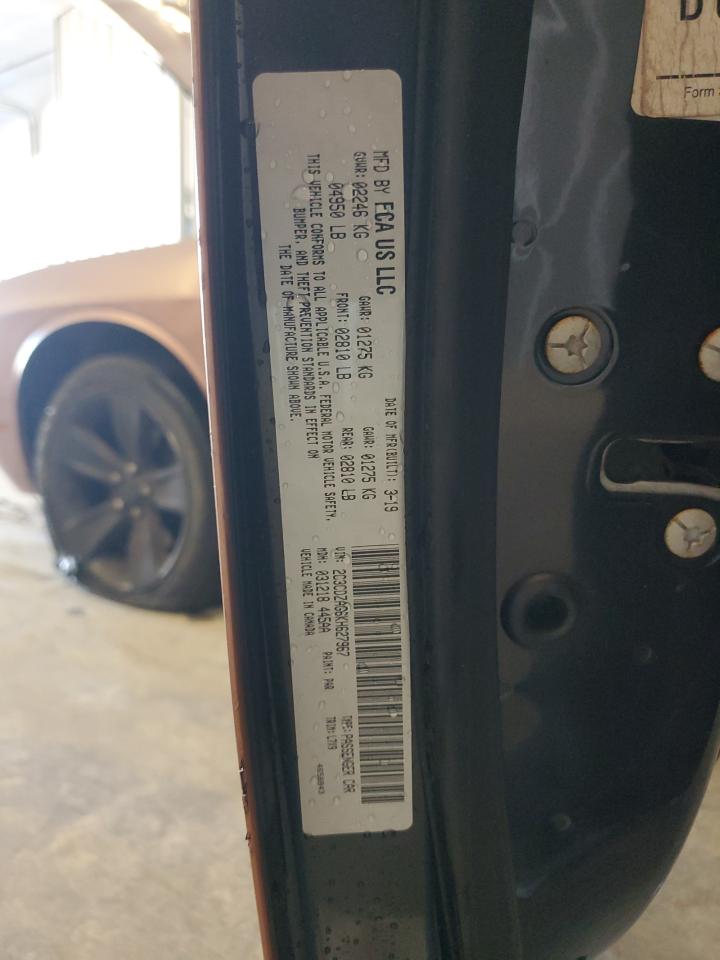 MFD BY FCA US LLC
DATE OF MFR(BUILT): 3-19
GVWR: 02246 KG
GAWR: 01275 KG
GAWR: 01275 KG
04950 LB
FRONT: 02810 LB
REAR: 02810 LB
THIS VEHICLE CONFORMS TO ALL APPLICABLE U.S.A. FEDERAL MOTOR VEHICLE SAFETY,
BUMPER, AND THEFT PREVENTION STANDARDS IN EFFECT ON
THE DATE OF MANUFACTURE SHOWN ABOVE.
VIN: 2C3CDZAG6KH627967
TYPE: PASSENGER CAR
MDH: 031218 445AA
PAINT: PAR
TRIM: L7X9
VEHICLE MADE IN CANADA
Form